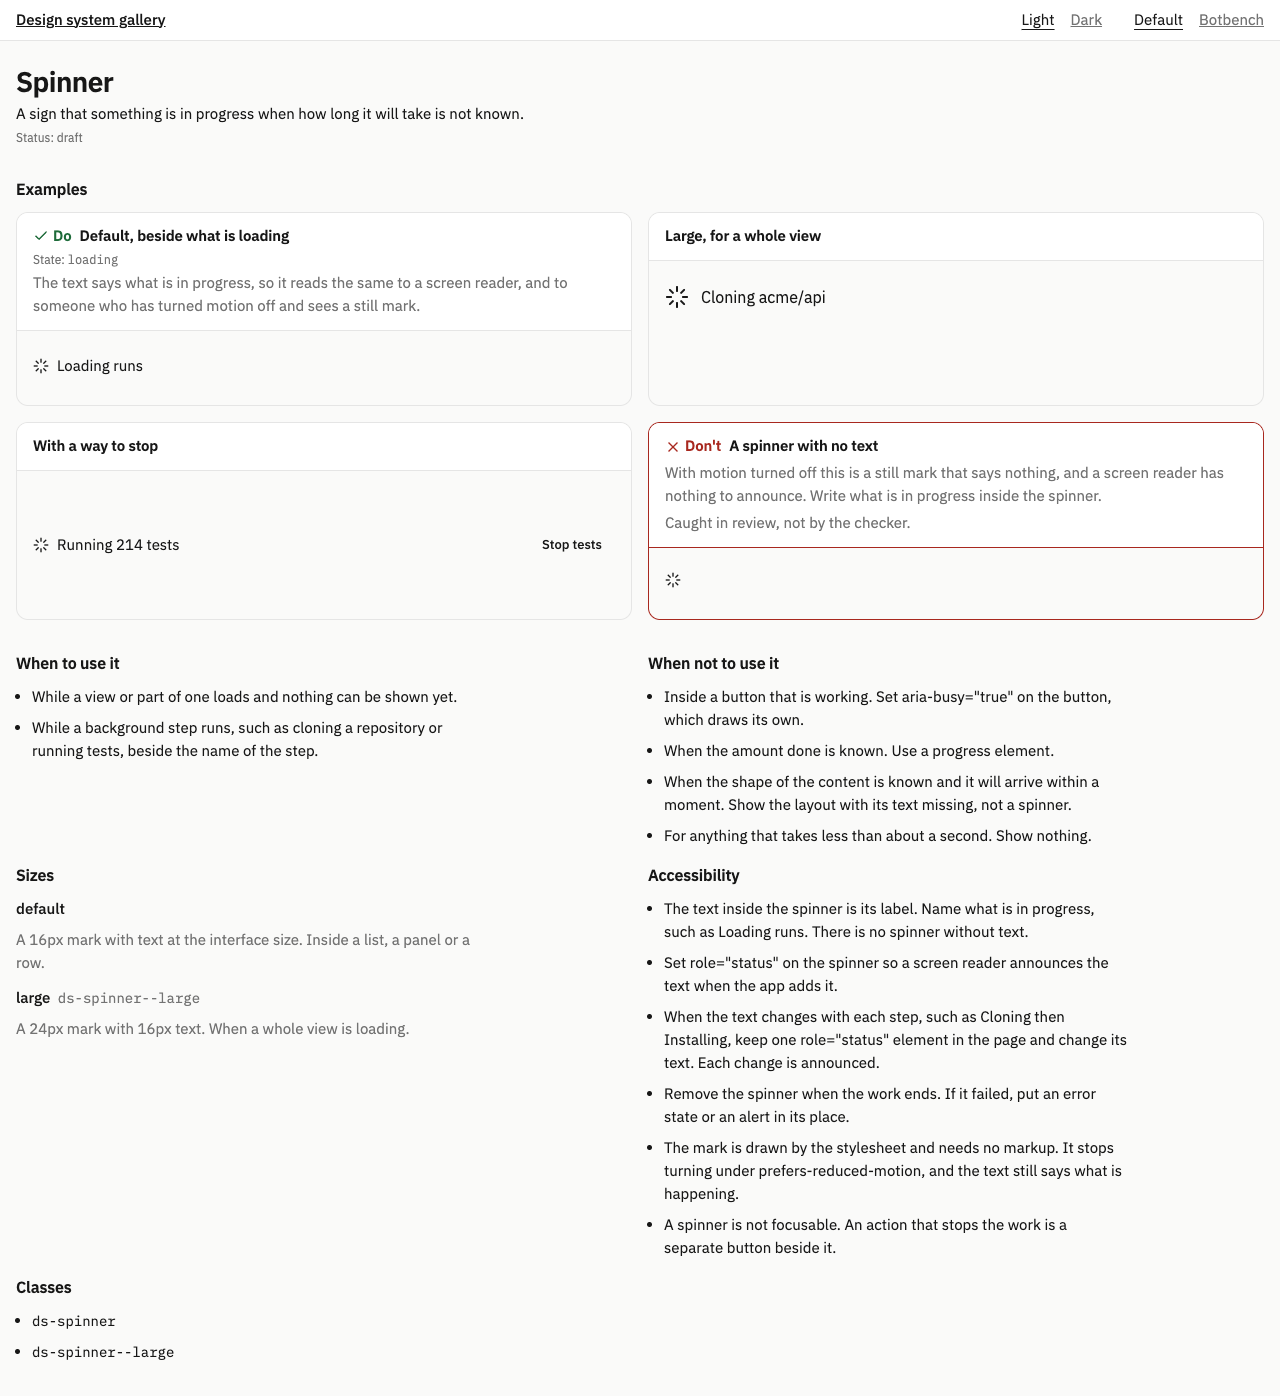 Design system gallery
Light Dark Default Botbench
Spinner
A sign that something is in progress when how long it will take is not known.
Status: draft
Examples
Do Default, beside what is loading
State: loading
The text says what is in progress, so it reads the same to a screen reader, and to
someone who has turned motion off and sees a still mark.
Loading runs
Large, for a whole view
Cloning acme/api
With a way to stop
Running 214 tests
Stop tests
Don't A spinner with no text
With motion turned off this is a still mark that says nothing, and a screen reader has
nothing to announce. Write what is in progress inside the spinner.
Caught in review, not by the checker.
When to use it
While a view or part of one loads and nothing can be shown yet.
While a background step runs, such as cloning a repository or
running tests, beside the name of the step.
When not to use it
Inside a button that is working. Set aria-busy="true" on the button,
which draws its own.
When the amount done is known. Use a progress element.
When the shape of the content is known and it will arrive within a
moment. Show the layout with its text missing, not a spinner.
For anything that takes less than about a second. Show nothing.
Sizes
default
A 16px mark with text at the interface size. Inside a list, a panel or a
row.
large ds-spinner--large
A 24px mark with 16px text. When a whole view is loading.
Accessibility
The text inside the spinner is its label. Name what is in progress,
such as Loading runs. There is no spinner without text.
Set role="status" on the spinner so a screen reader announces the
text when the app adds it.
When the text changes with each step, such as Cloning then
Installing, keep one role="status" element in the page and change its
text. Each change is announced.
Remove the spinner when the work ends. If it failed, put an error
state or an alert in its place.
The mark is drawn by the stylesheet and needs no markup. It stops
turning under prefers-reduced-motion, and the text still says what is
happening.
A spinner is not focusable. An action that stops the work is a
separate button beside it.
Classes
ds-spinner
ds-spinner--large